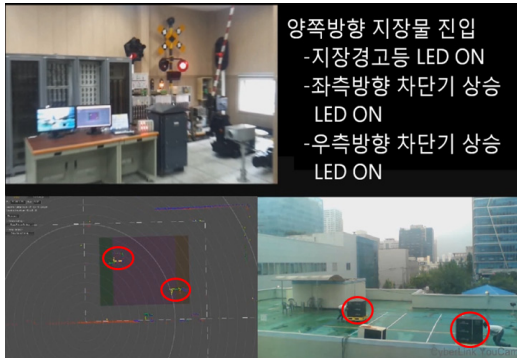 양쪽방향 지장물 진입
-지장경고등 LED ON
-좌측방향 차단기 상승
LED ON
-우측방향 차단기 상승
LED ON